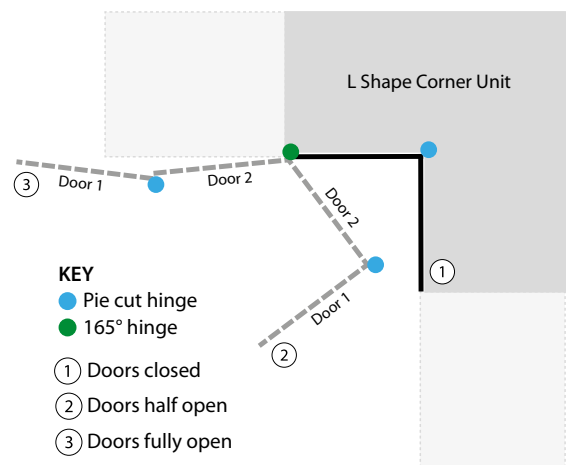 L Shape Corner Unit
3
Door 1
Door 2
Door 2
1
Door 1
2
KEY
Pie cut hinge
165° hinge
1 Doors closed
2 Doors half open
3 Doors fully open